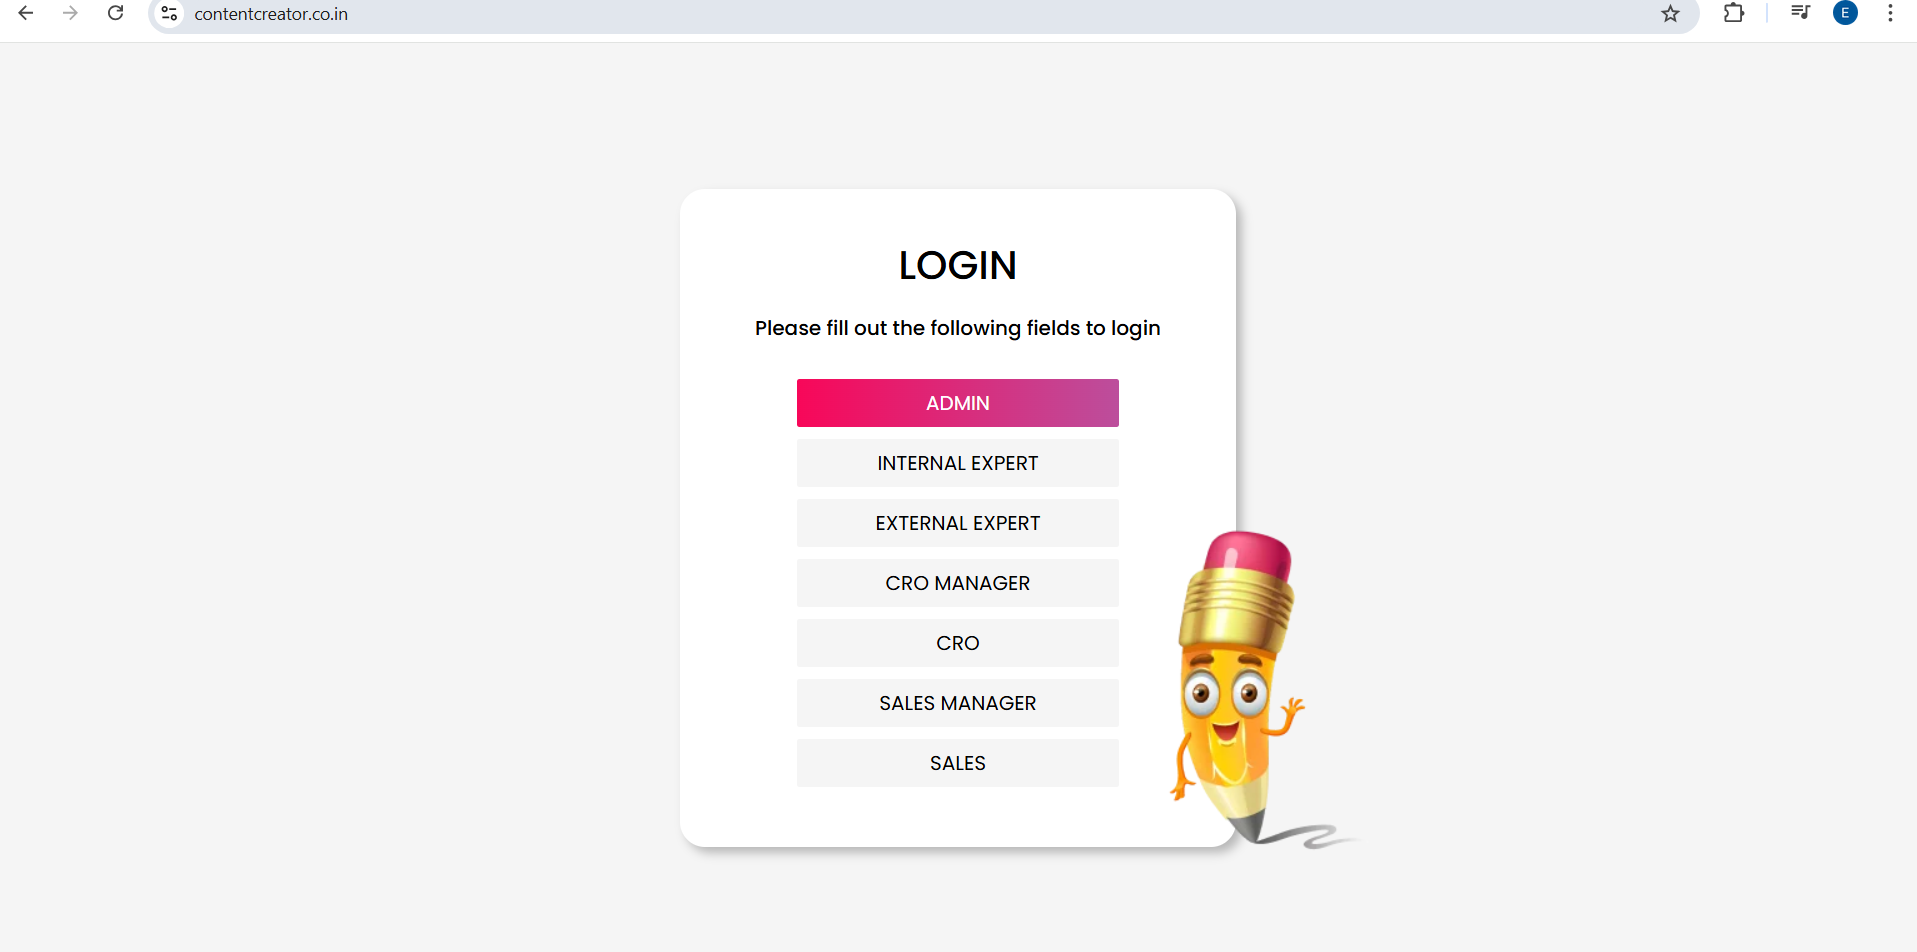 contentcreator.co.in
E
LOGIN
Please fill out the following fields to login
ADMIN
INTERNAL EXPERT
EXTERNAL EXPERT
CRO MANAGER
CRO
SALES MANAGER
SALES